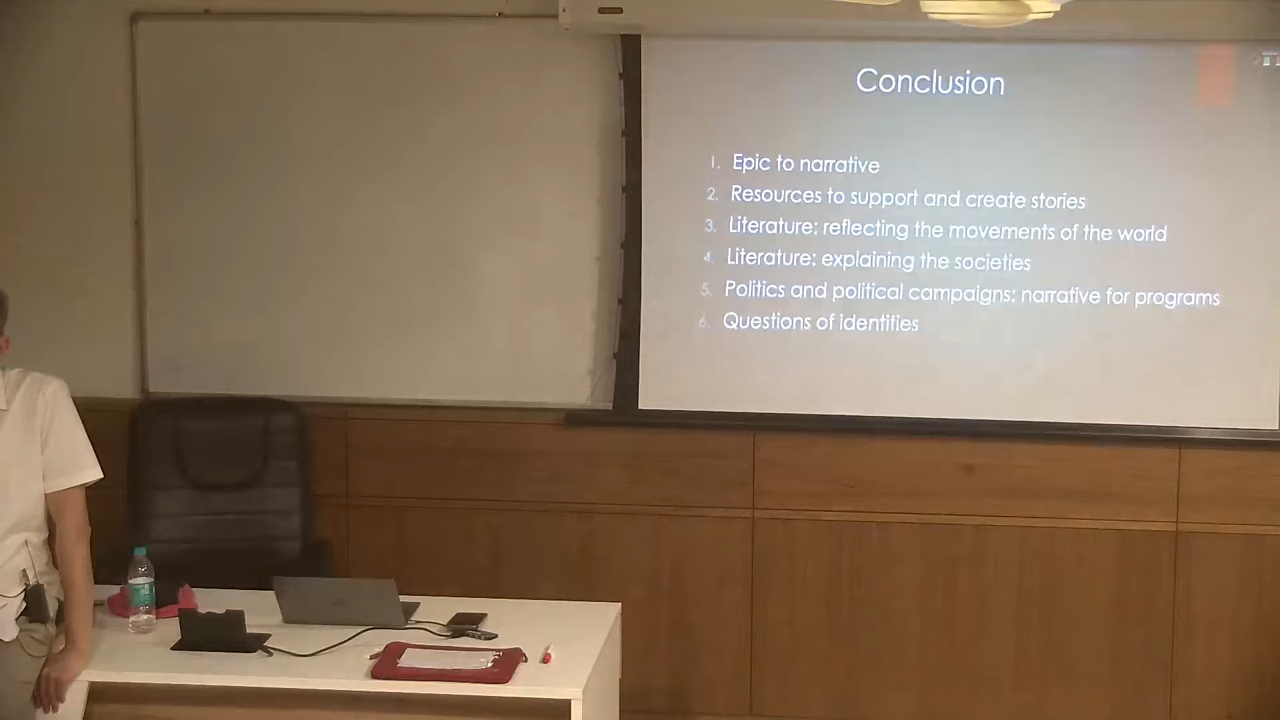 Conclusion
1. Epic to narrative
2. Resources to support and create stories
3. Literature: reflecting the movements of the world
4. Literature: explaining the societies
5. Politics and political campaigns: narrative for programs
6. Questions of identities